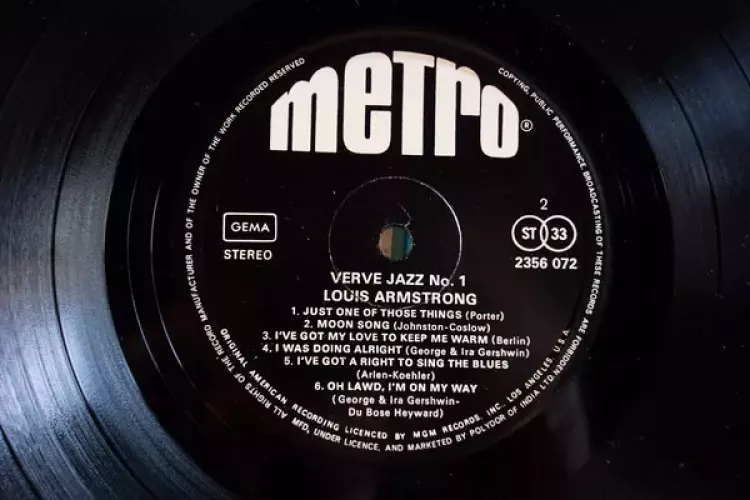 metro®
GEMA
STEREO
2
ST 33
2356 072
VERVE JAZZ No. 1
LOUIS ARMSTRONG
1. JUST ONE OF THOSE THINGS (Porter)
2. MOON SONG (Johnston-Coslow)
3. I'VE GOT MY LOVE TO KEEP ME WARM (Berlin)
4. I WAS DOING ALRIGHT (George & Ira Gershwin)
5. I'VE GOT A RIGHT TO SING THE BLUES
(Arlen-Koehler)
6. OH LAWD, I'M ON MY WAY
(George & Ira Gershwin-
Du Bose Heyward)
ALL RIGHTS OF THE RECORD MANUFACTURER AND OF THE OWNER OF THE WORK RECORDED RESERVED
COPYING, PUBLIC PERFORMANCE, BROADCASTING OF THESE RECORDS ARE FORBIDDEN
ORIGINAL AMERICAN RECORDING LICENCED BY MGM RECORDS, INC. LOS ANGELES, U.S.A.
MFD, UNDER LICENCE, AND MARKETED BY POLYDOR OF INDIA LTD.